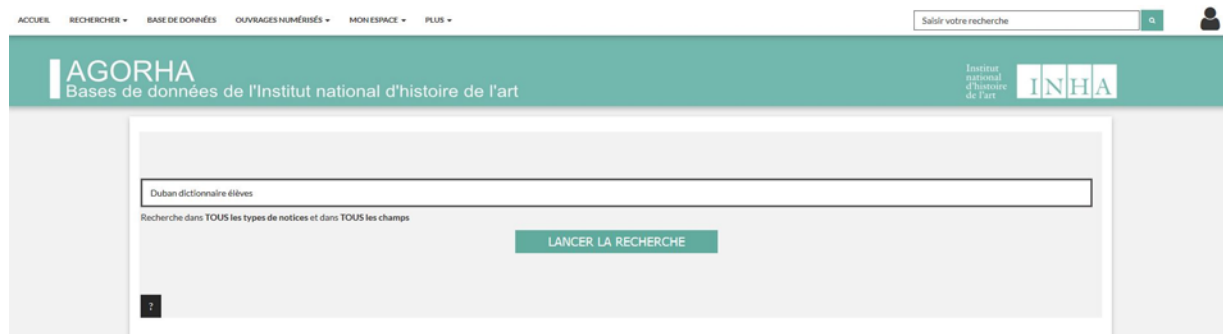 ACCUEIL RECHERCHER BASE DE DONNÉES OUVRAGES NUMÉRISÉS MON ESPACE PLUS Saisir votre recherche
AGORHA
Bases de données de l'Institut national d'histoire de l'art
Institut
national
d'histoire
de l'art
INHA
Duban dictionnaire élèves
Recherche dans TOUS les types de notices et dans TOUS les champs
LANCER LA RECHERCHE
?